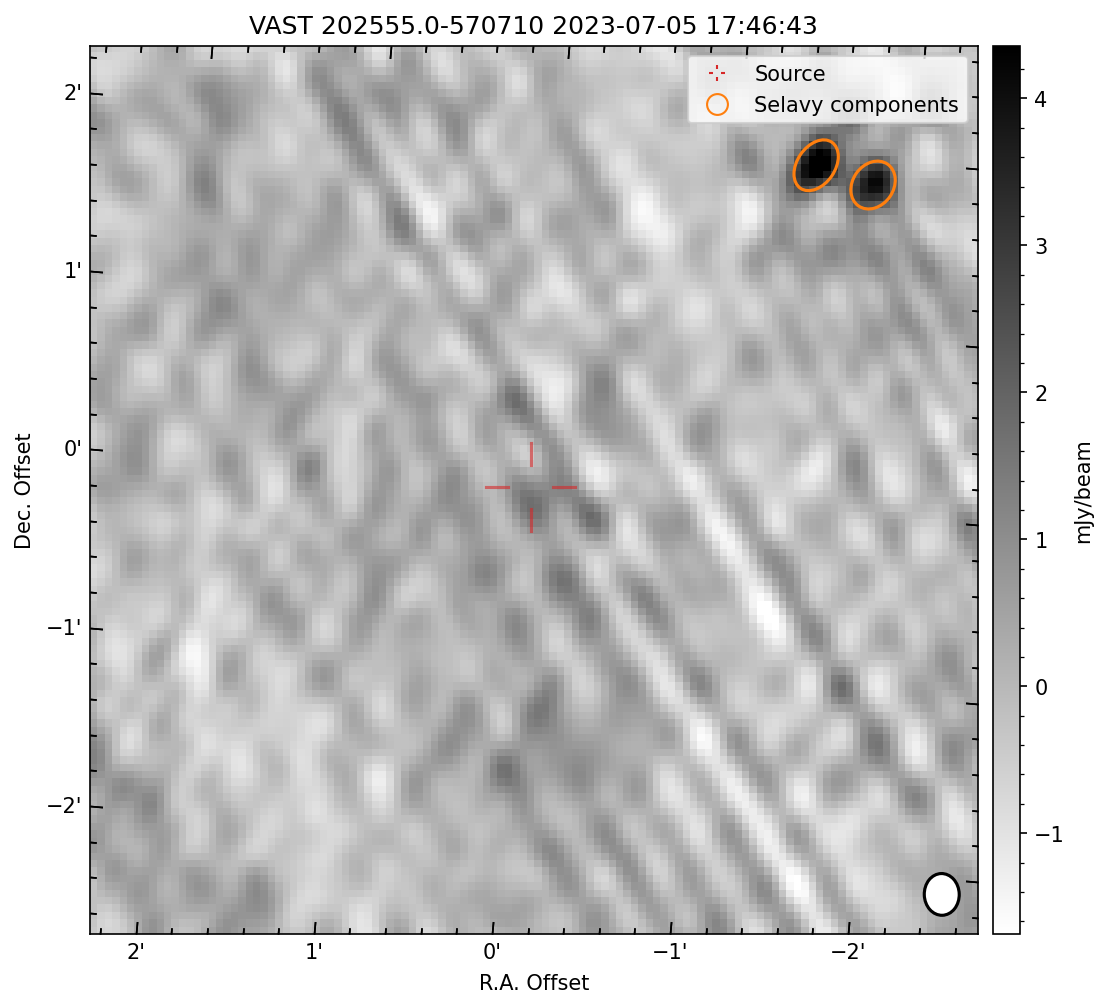 VAST 202555.0-570710 2023-07-05 17:46:43
Source
Selavy components
2'
1'
0'
−1'
−2'
Dec. Offset
2'
1'
0'
−1'
−2'
R.A. Offset
4
3
2
1
0
−1
mJy/beam